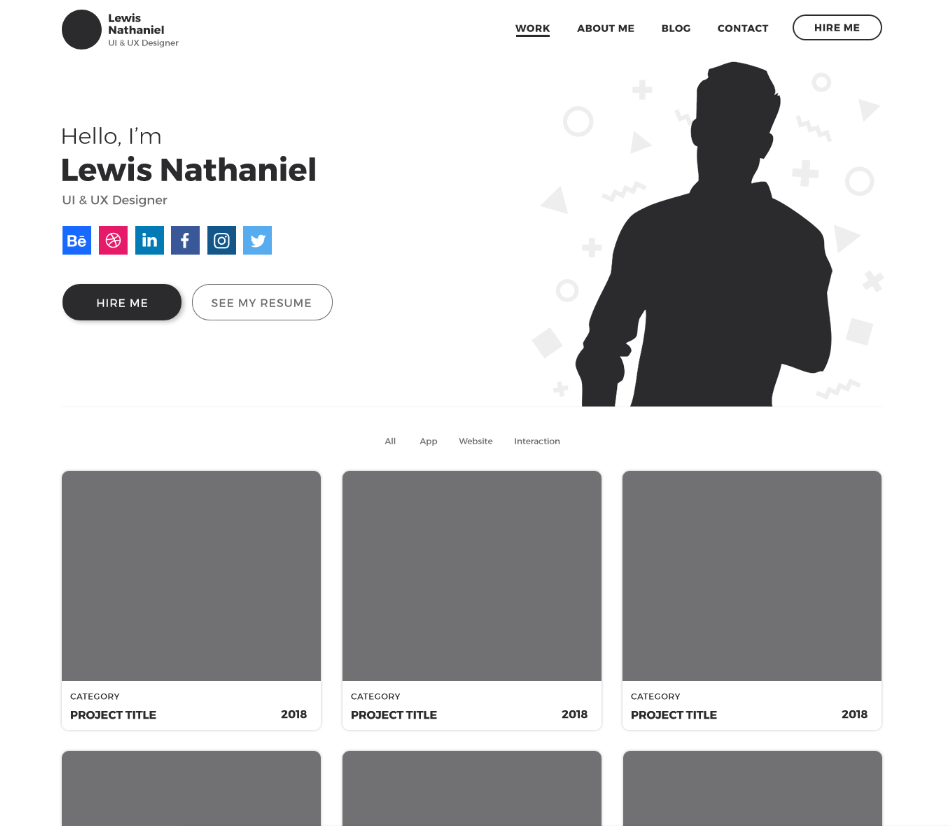 Lewis
Nathaniel
UI & UX Designer
WORK ABOUT ME BLOG CONTACT HIRE ME
Hello, I'm
Lewis Nathaniel
UI & UX Designer
Bē in f
HIRE ME SEE MY RESUME
All App Website Interaction
CATEGORY CATEGORY CATEGORY
PROJECT TITLE 2018 PROJECT TITLE 2018 PROJECT TITLE 2018